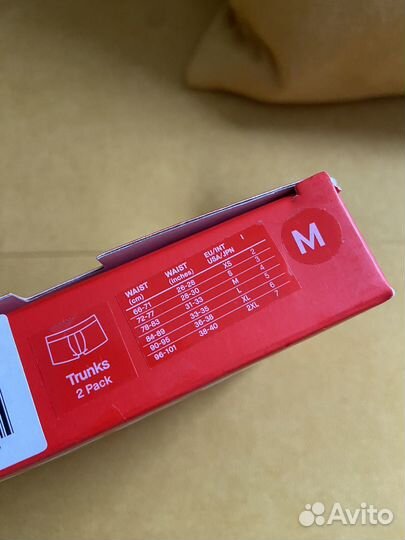 M
WAIST WAIST EU/INT I
(cm) (inches) USA/JPN
66-71 26-28 XS 2
72-77 28-30 S 3
78-83 31-33 M 4
84-89 33-35 L 5
90-95 36-38 XL 6
96-101 38-40 2XL 7
Trunks
2 Pack
Avito